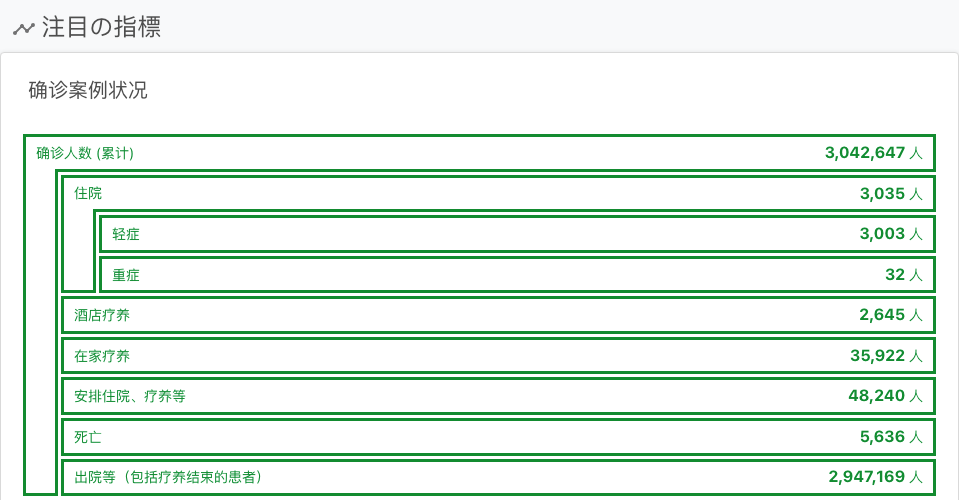 注目の指標
确诊案例状况
确诊人数 (累计) 3,042,647 人
住院 3,035 人
轻症 3,003 人
重症 32 人
酒店疗养 2,645 人
在家疗养 35,922 人
安排住院、疗养等 48,240 人
死亡 5,636 人
出院等（包括疗养结束的患者） 2,947,169 人